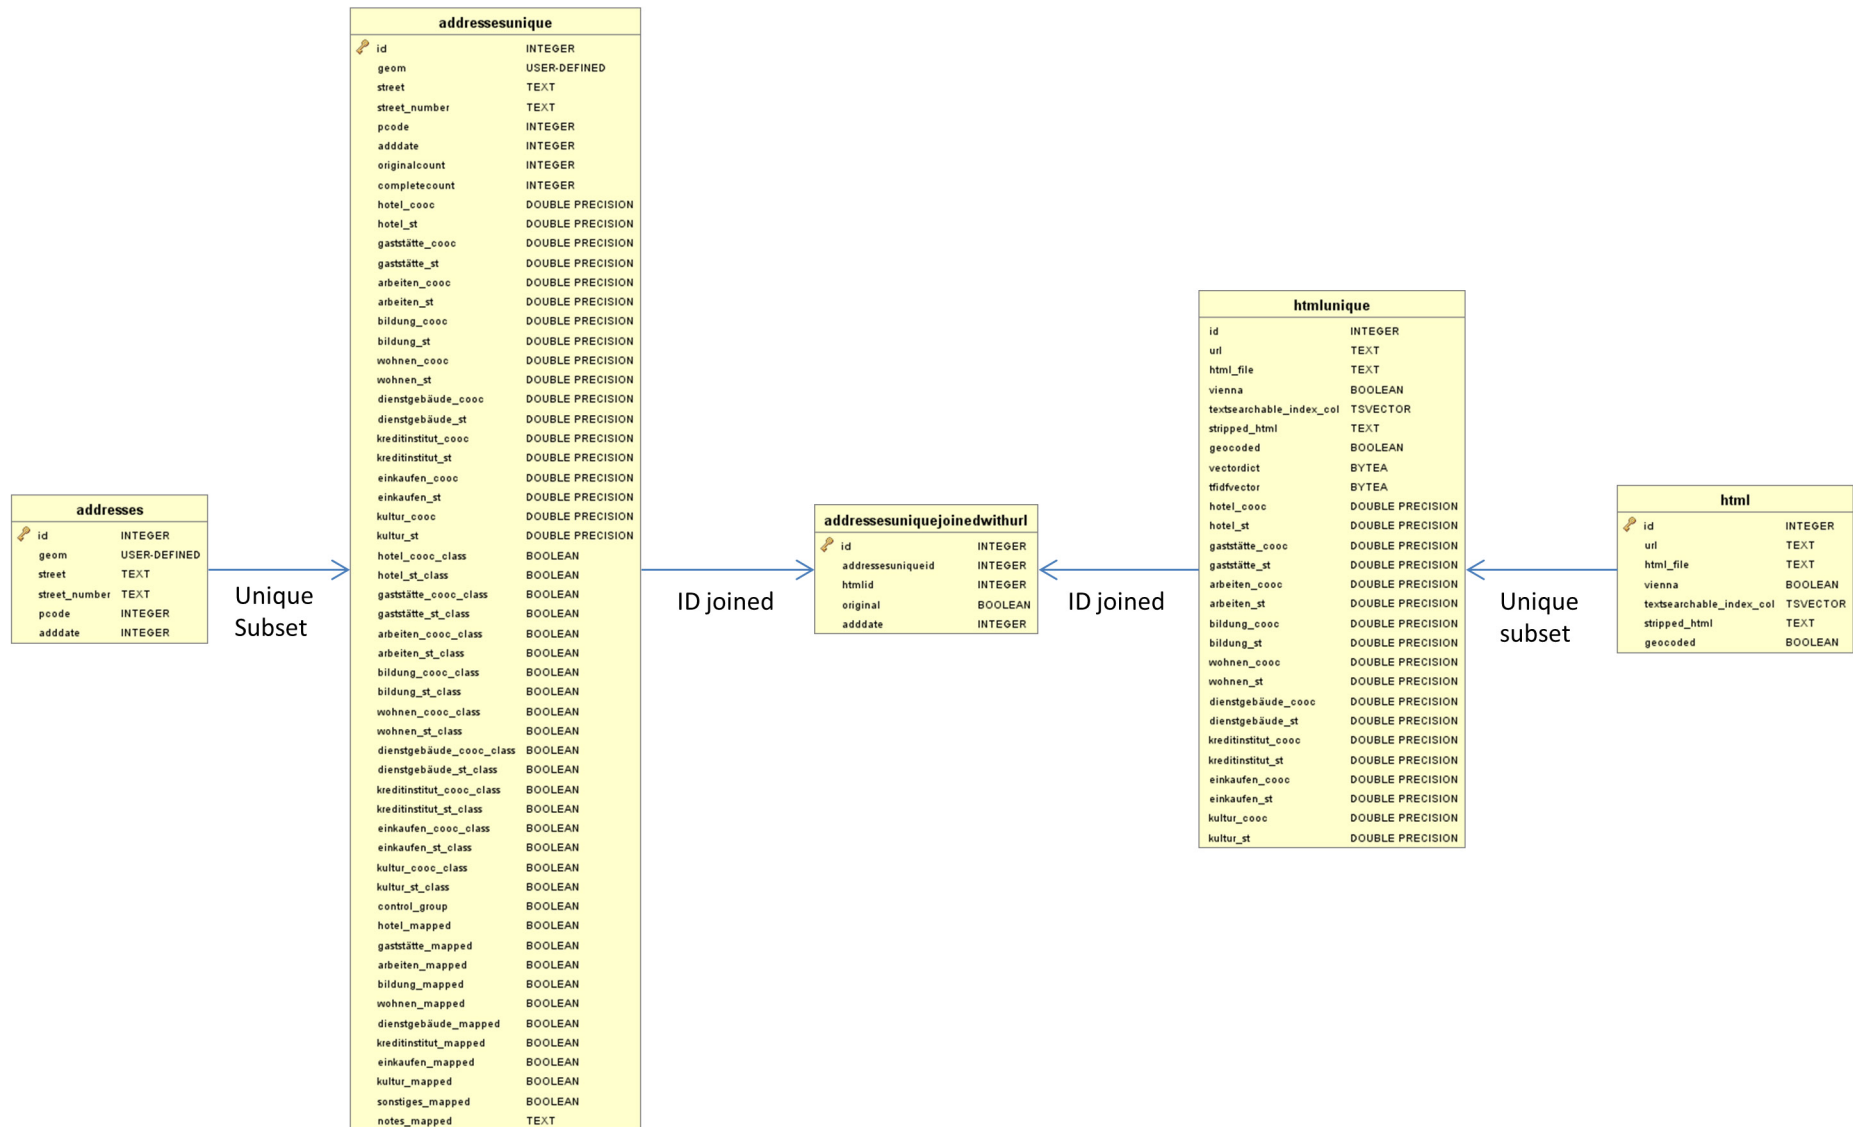 addressesunique
id INTEGER
geom USER-DEFINED
street TEXT
street_number TEXT
pcode INTEGER
adddate INTEGER
originalcount INTEGER
completecount INTEGER
hotel_cooc DOUBLE PRECISION
hotel_st DOUBLE PRECISION
gaststätte_cooc DOUBLE PRECISION
gaststätte_st DOUBLE PRECISION
arbeiten_cooc DOUBLE PRECISION
arbeiten_st DOUBLE PRECISION
bildung_cooc DOUBLE PRECISION
bildung_st DOUBLE PRECISION
wohnen_cooc DOUBLE PRECISION
wohnen_st DOUBLE PRECISION
dienstgebäude_cooc DOUBLE PRECISION
dienstgebäude_st DOUBLE PRECISION
kreditinstitut_cooc DOUBLE PRECISION
kreditinstitut_st DOUBLE PRECISION
einkaufen_cooc DOUBLE PRECISION
einkaufen_st DOUBLE PRECISION
kultur_cooc DOUBLE PRECISION
kultur_st DOUBLE PRECISION
hotel_cooc_class BOOLEAN
hotel_st_class BOOLEAN
gaststätte_cooc_class BOOLEAN
gaststätte_st_class BOOLEAN
arbeiten_cooc_class BOOLEAN
arbeiten_st_class BOOLEAN
bildung_cooc_class BOOLEAN
bildung_st_class BOOLEAN
wohnen_cooc_class BOOLEAN
wohnen_st_class BOOLEAN
dienstgebäude_cooc_class BOOLEAN
dienstgebäude_st_class BOOLEAN
kreditinstitut_cooc_class BOOLEAN
kreditinstitut_st_class BOOLEAN
einkaufen_cooc_class BOOLEAN
einkaufen_st_class BOOLEAN
kultur_cooc_class BOOLEAN
kultur_st_class BOOLEAN
control_group BOOLEAN
hotel_mapped BOOLEAN
gaststätte_mapped BOOLEAN
arbeiten_mapped BOOLEAN
bildung_mapped BOOLEAN
wohnen_mapped BOOLEAN
dienstgebäude_mapped BOOLEAN
kreditinstitut_mapped BOOLEAN
einkaufen_mapped BOOLEAN
kultur_mapped BOOLEAN
sonstiges_mapped BOOLEAN
notes_mapped TEXT
addresses
id INTEGER
geom USER-DEFINED
street TEXT
street_number TEXT
pcode INTEGER
adddate INTEGER
Unique
Subset
ID joined
addressesuniquejoinedwithurl
id INTEGER
addressesuniqueid INTEGER
htmlid INTEGER
original BOOLEAN
adddate INTEGER
ID joined
htmlunique
id INTEGER
url TEXT
html_file TEXT
vienna BOOLEAN
textsearchable_index_col TSVECTOR
stripped_html TEXT
geocoded BOOLEAN
vectordict BYTEA
tfidfvector BYTEA
hotel_cooc DOUBLE PRECISION
hotel_st DOUBLE PRECISION
gaststätte_cooc DOUBLE PRECISION
gaststätte_st DOUBLE PRECISION
arbeiten_cooc DOUBLE PRECISION
arbeiten_st DOUBLE PRECISION
bildung_cooc DOUBLE PRECISION
bildung_st DOUBLE PRECISION
wohnen_cooc DOUBLE PRECISION
wohnen_st DOUBLE PRECISION
dienstgebäude_cooc DOUBLE PRECISION
dienstgebäude_st DOUBLE PRECISION
kreditinstitut_cooc DOUBLE PRECISION
kreditinstitut_st DOUBLE PRECISION
einkaufen_cooc DOUBLE PRECISION
einkaufen_st DOUBLE PRECISION
kultur_cooc DOUBLE PRECISION
kultur_st DOUBLE PRECISION
Unique
subset
html
id INTEGER
url TEXT
html_file TEXT
vienna BOOLEAN
textsearchable_index_col TSVECTOR
stripped_html TEXT
geocoded BOOLEAN